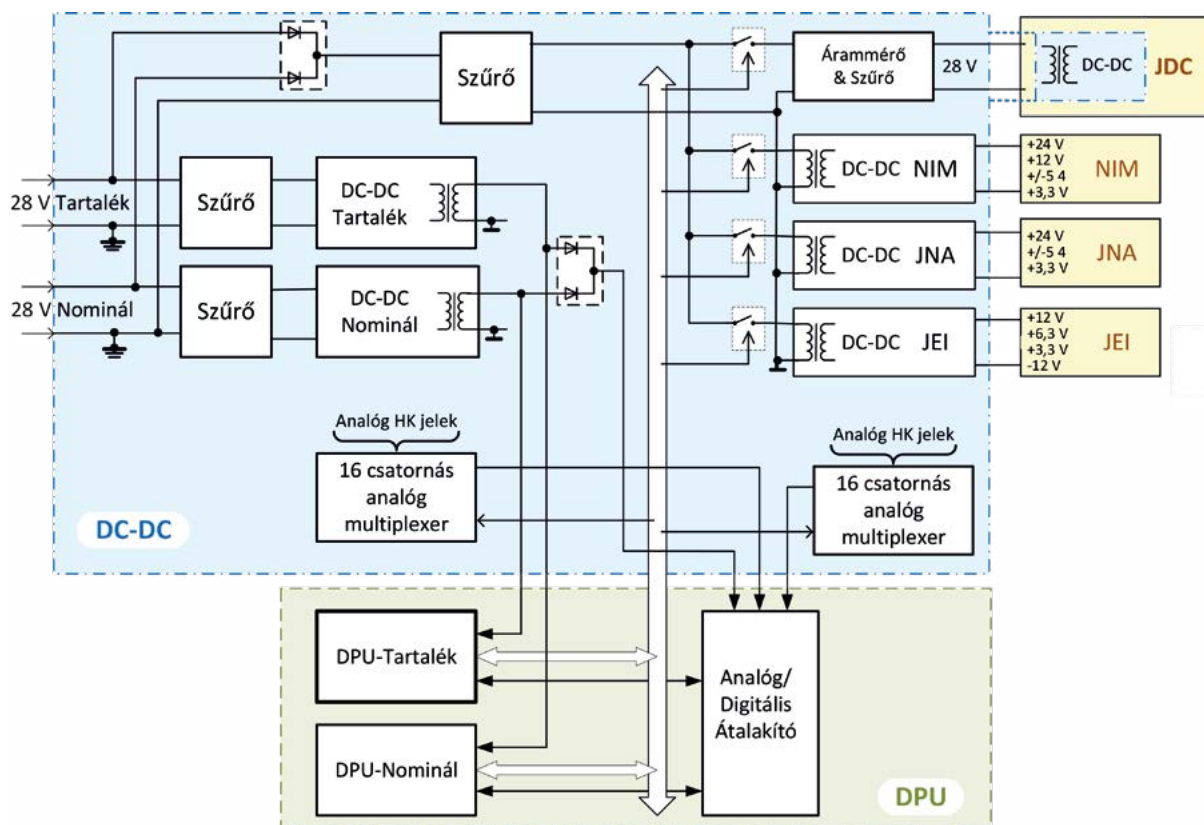 Szűrő
Árammérő
& Szűrő
28 V
DC-DC
JDC
28 V Tartalék
Szűrő
DC-DC
Tartalék
DC-DC NIM
+24 V
+12 V
+/-5 4
+3,3 V
NIM
DC-DC JNA
+24 V
+/-5 4
+3,3 V
JNA
28 V Nominál
Szűrő
DC-DC
Nominál
DC-DC JEI
+12 V
+6,3 V
+3,3 V
-12 V
JEI
Analóg HK jelek
16 csatornás
analóg
multiplexer
Analóg HK jelek
16 csatornás
analóg
multiplexer
DC-DC
DPU-Tartalék
DPU-Nominál
Analóg/
Digitális
Átalakító
DPU